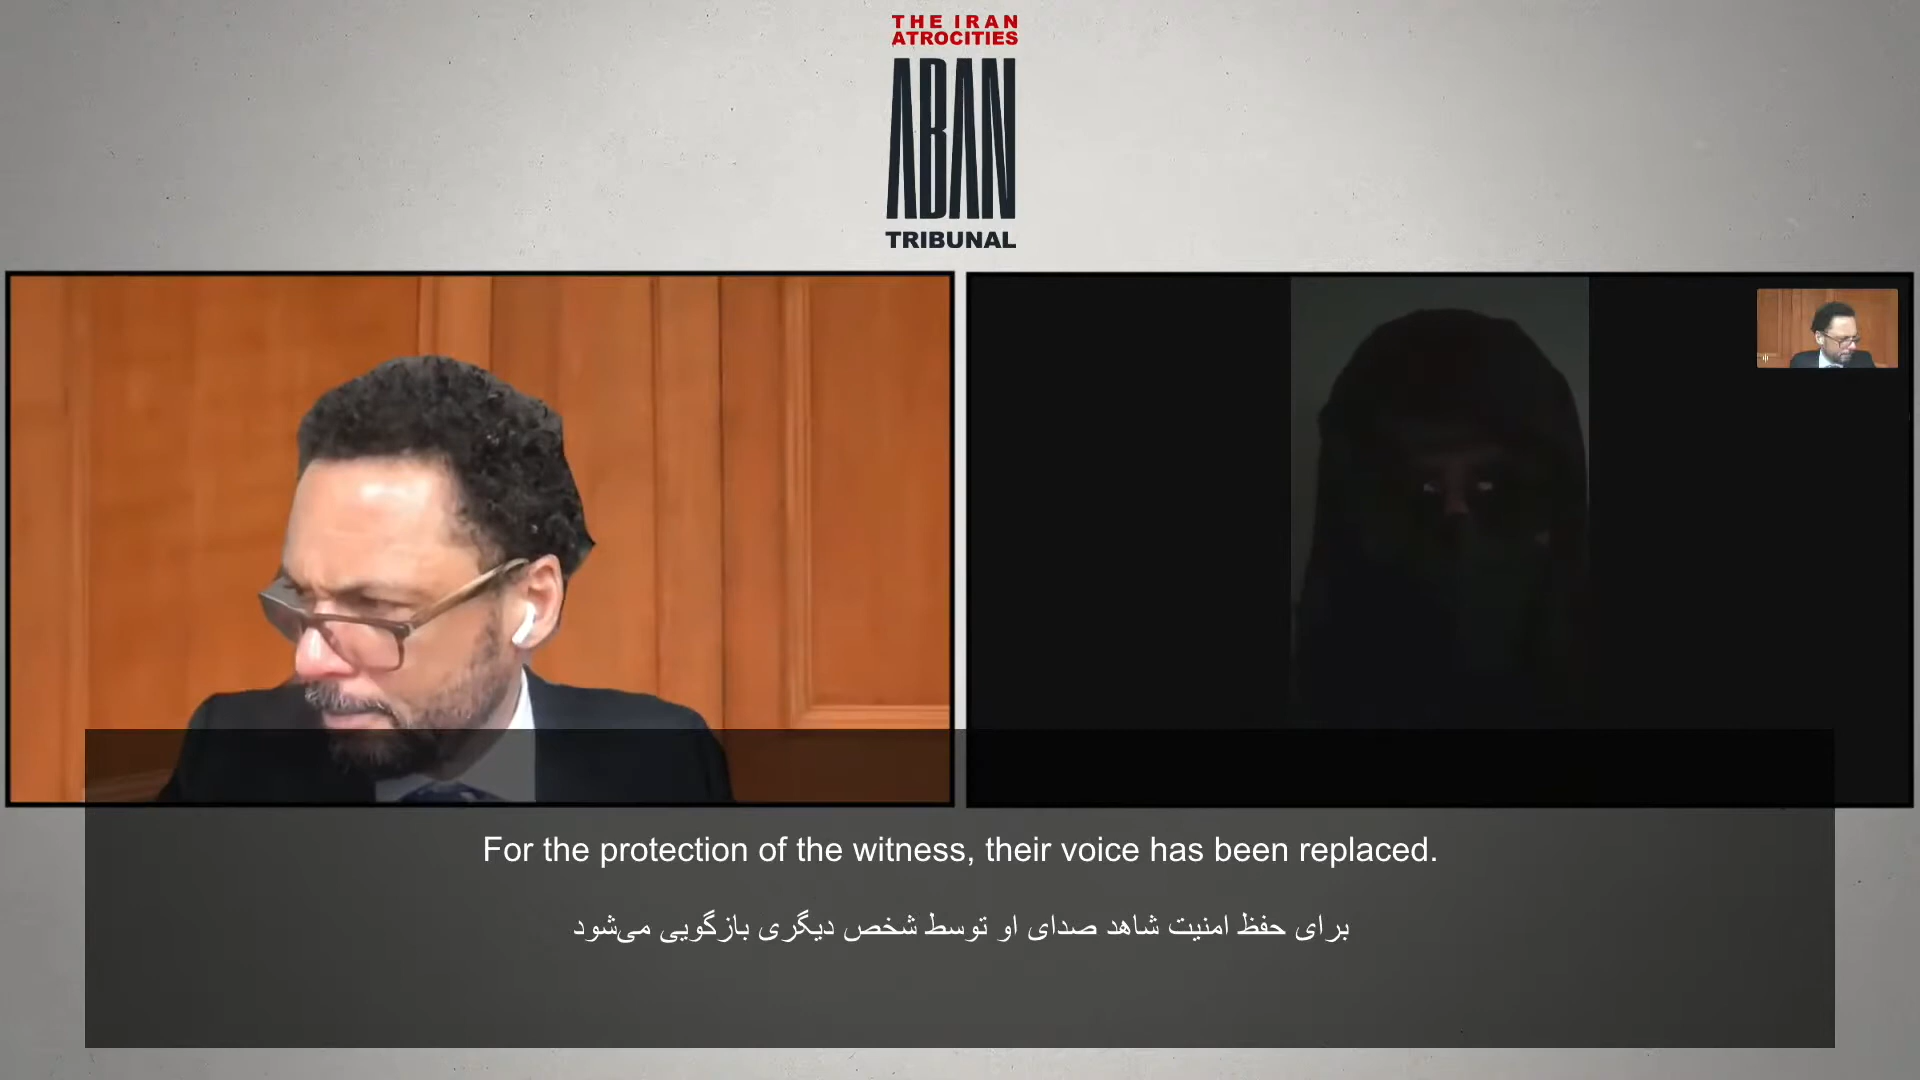 THE IRAN
ATROCITIES
ABAN
TRIBUNAL
For the protection of the witness, their voice has been replaced.
برای حفظ امنیت شاهد صدای او توسط شخص دیگری بازگویی می‌شود